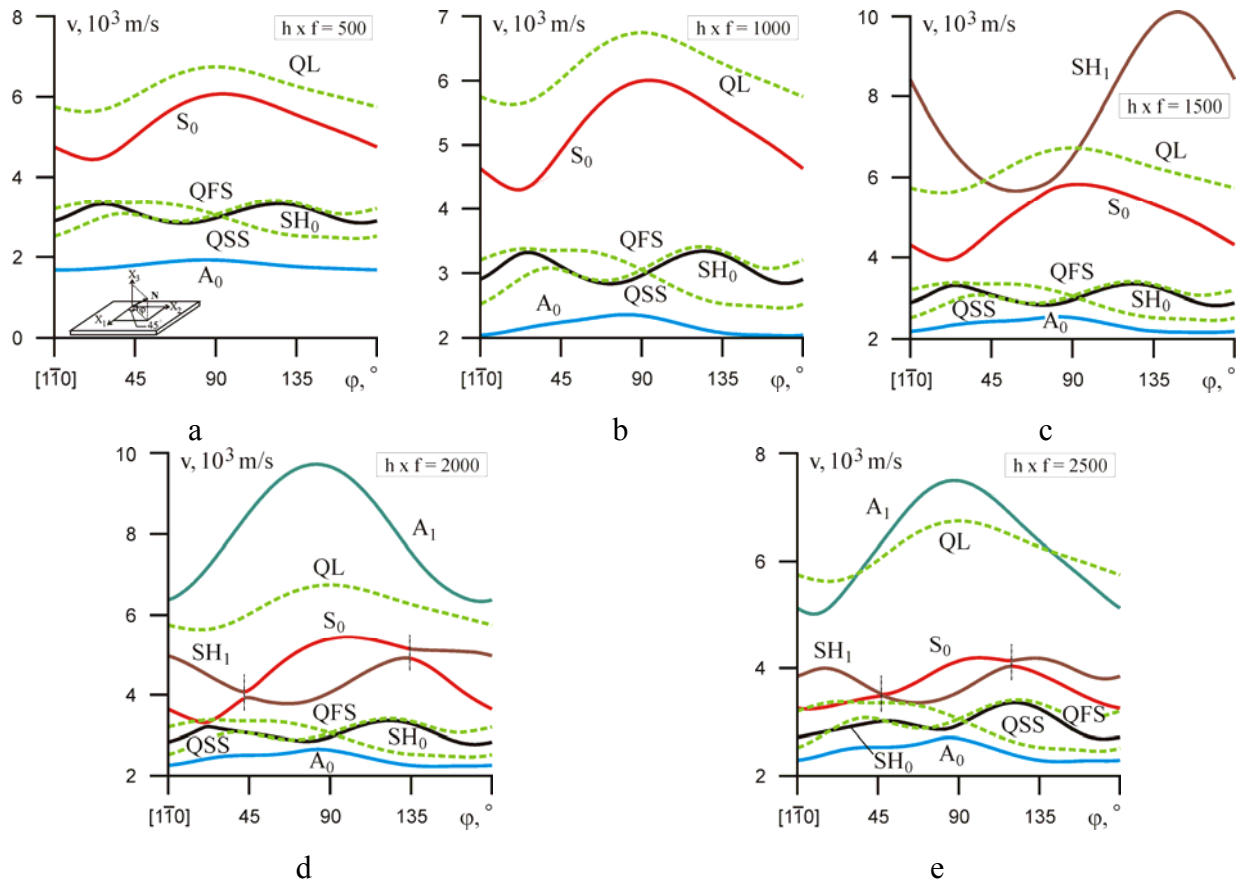 v, 10³ m/s
h x f = 500
8
6
4
2
0
QL
S₀
QFS
QSS
SH₀
A₀
X₃
N
X₂
X₁
φ
45°
[11̅0]
45
90
135
φ, °
a
v, 10³ m/s
h x f = 1000
7
6
5
4
3
2
QL
S₀
QFS
SH₀
QSS
A₀
[11̅0]
45
90
135
φ, °
b
v, 10³ m/s
10
8
6
4
2
SH₁
h x f = 1500
QL
S₀
QFS
QSS
SH₀
A₀
[11̅0]
45
90
135
φ, °
c
v, 10³ m/s
h x f = 2000
10
8
6
4
2
A₁
QL
S₀
SH₁
QFS
QSS
SH₀
A₀
[11̅0]
45
90
135
φ, °
d
v, 10³ m/s
h x f = 2500
8
6
4
2
A₁
QL
SH₁
S₀
QSS
QFS
SH₀
A₀
[11̅0]
45
90
135
φ, °
e